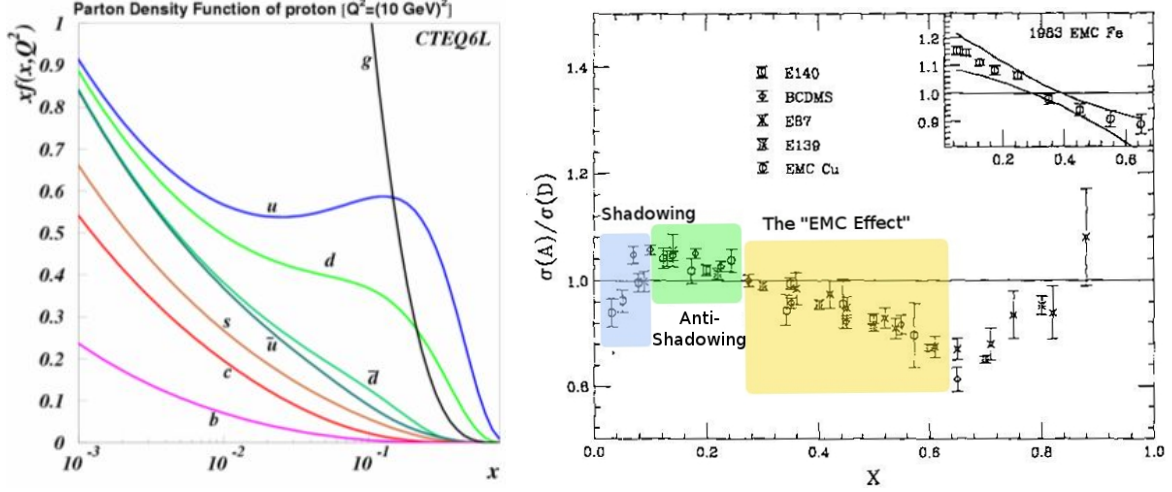 Parton Density Function of proton [Q²=(10 GeV)²]
CTEQ6L
xf(x,Q²)
1
0.9
0.8
0.7
0.6
0.5
0.4
0.3
0.2
0.1
0
g
u
d
s
ū
c
d̄
b
10⁻³
10⁻²
10⁻¹
x
σ(A)/σ(D)
1.4
1.2
1.0
0.8
E140
BCDMS
E87
E139
EMC Cu
1983 EMC Fe
1.2
1.1
1.0
0.9
0.2
0.4
0.6
Shadowing
Anti-
Shadowing
The "EMC Effect"
0.0
0.2
0.4
0.6
0.8
1.0
X